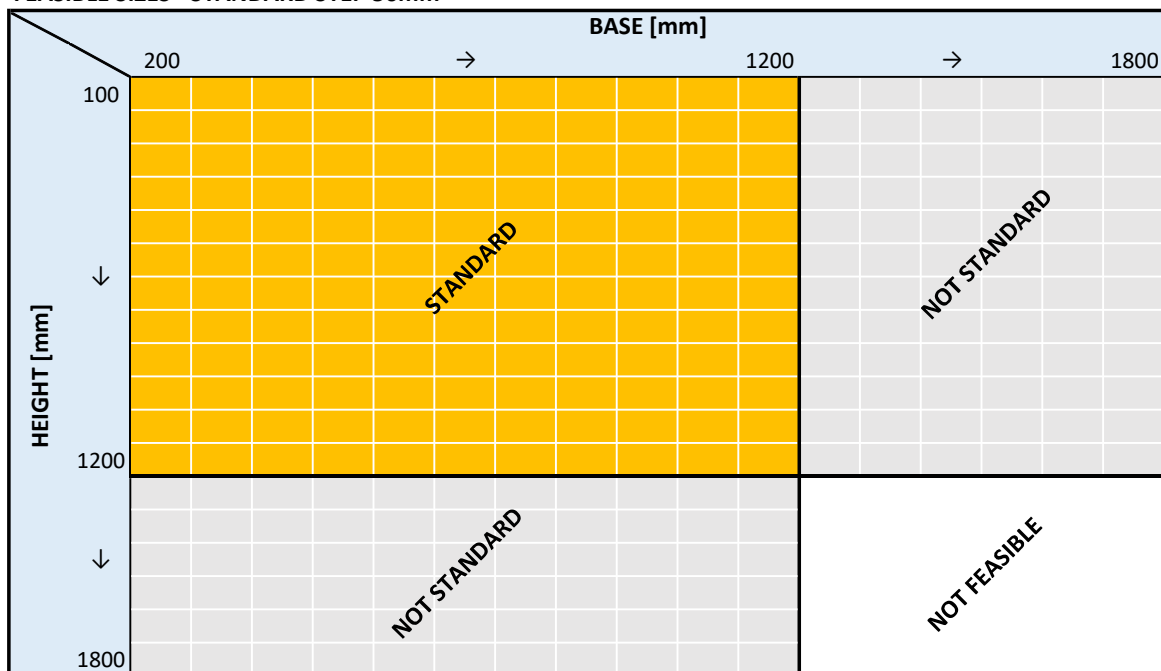 BASE [mm]
200 → 1200 → 1800
100
STANDARD
NOT STANDARD
↓
HEIGHT [mm]
1200
NOT STANDARD
NOT FEASIBLE
↓
1800